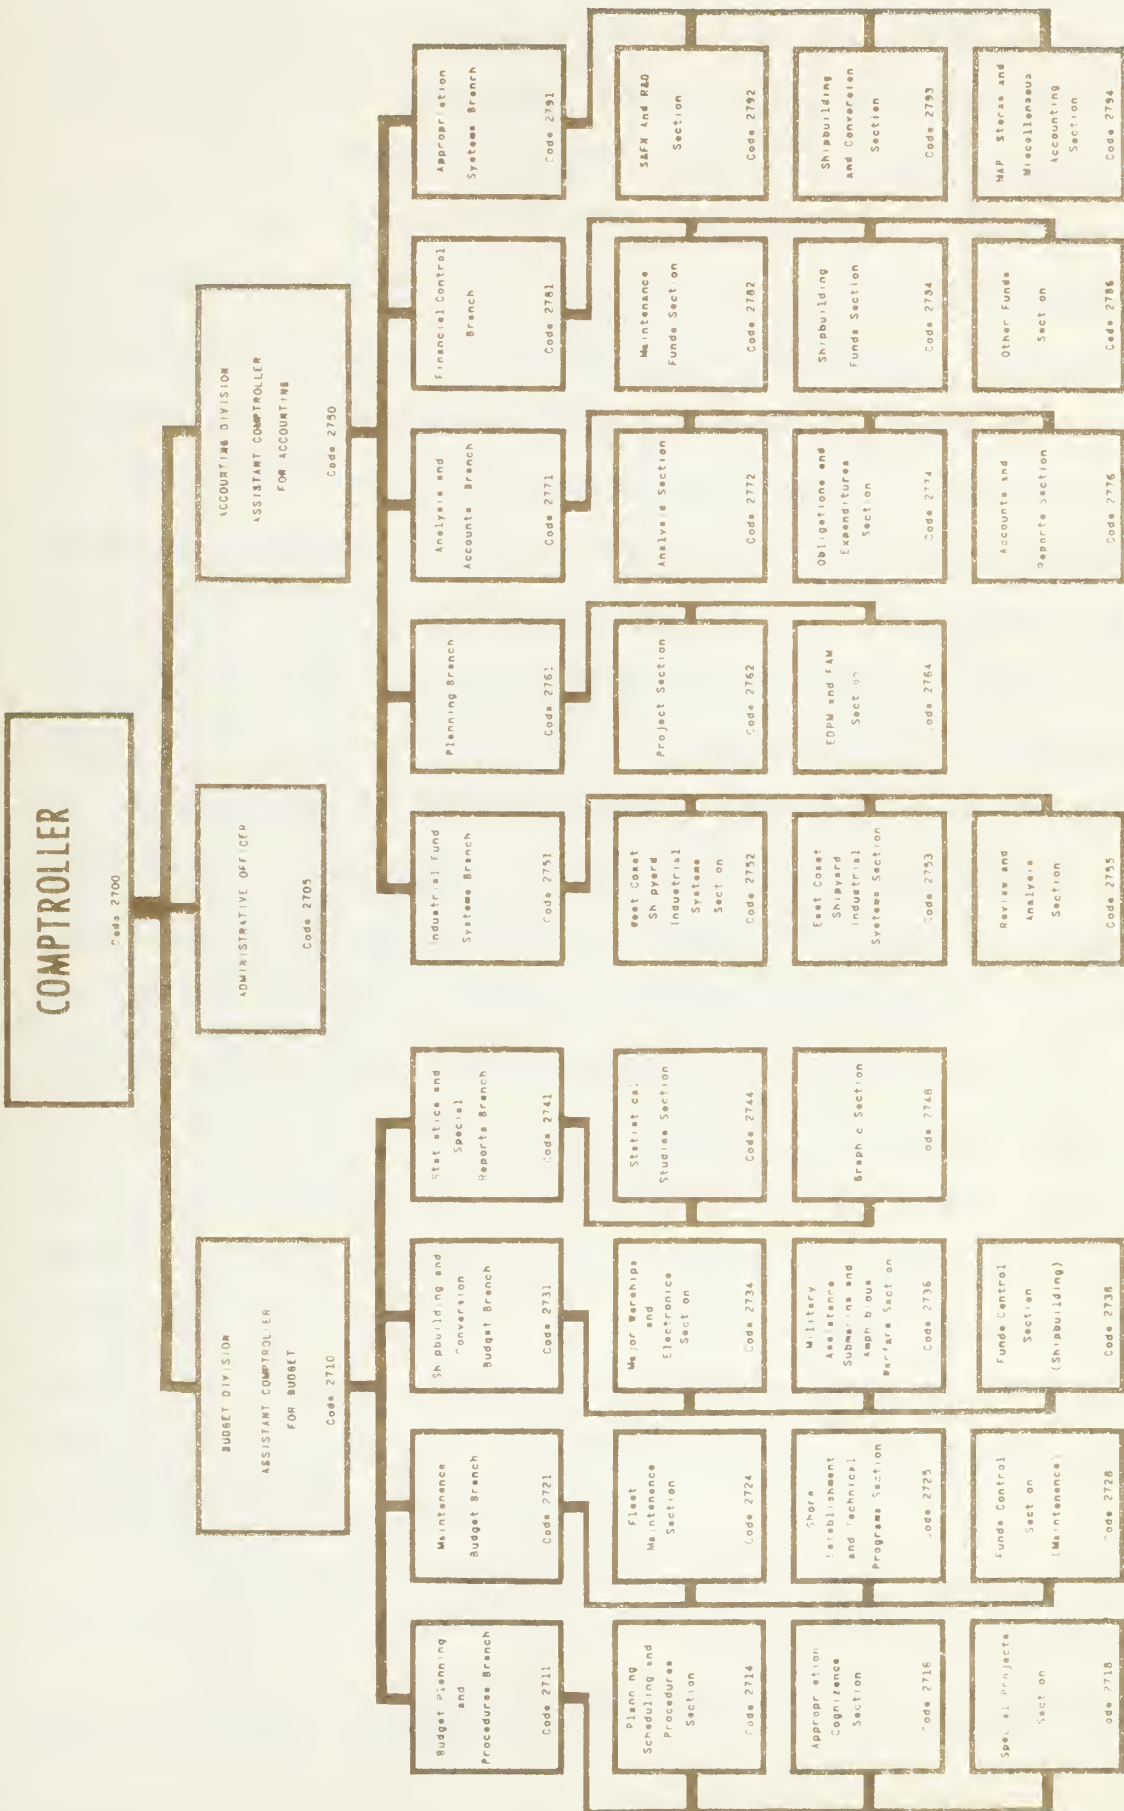 COMPTROLLER
Code 2700
BUDGET DIVISION
ASSISTANT COMPTROLLER
FOR BUDGET
Code 2710
ADMINISTRATIVE OFFICER
Code 2705
ACCOUNTING DIVISION
ASSISTANT COMPTROLLER
FOR ACCOUNTING
Code 2750
Budget Planning
and
Procedures Branch
Code 2711
Maintenance
Budget Branch
Code 2721
Shipbuilding and
Conversion
Budget Branch
Code 2731
Statistics and
Special
Reports Branch
Code 2741
Industrial Fund
Systems Branch
Code 2751
Planning Branch
Code 2761
Analysis and
Accounts Branch
Code 2771
Financial Control
Branch
Code 2781
Appropriation
Systems Branch
Code 2791
Planning
Scheduling and
Procedures
Section
Code 2714
Fleet
Maintenance
Section
Code 2724
Major Warships
and
Electronics
Section
Code 2734
Statistical
Studies Section
Code 2744
West Coast
Shipyard
Industrial
Systems
Section
Code 2752
Project Section
Code 2762
Analysis Section
Code 2772
Maintenance
Funds Section
Code 2782
S&FM And R&D
Section
Code 2792
Appropriation
Cognizance
Section
Code 2716
Shore
Establishment
and Technical
Programs Section
Code 2725
Military
Assistance
Submarine and
Amphibious
Warfare Section
Code 2736
Graphic Section
Code 2748
East Coast
Shipyard
Industrial
Systems Section
Code 2753
EDPM and FAM
Section
Code 2764
Obligations and
Expenditures
Section
Code 2774
Shipbuilding
Funds Section
Code 2784
Shipbuilding
and Conversion
Section
Code 2793
Special Projects
Section
Code 2718
Funds Control
Section
(Maintenance)
Code 2728
Funds Control
Section
(Shipbuilding)
Code 2738
Review and
Analysis
Section
Code 2755
Accounts and
Reports Section
Code 2776
Other Funds
Section
Code 2786
MAP Stores and
Miscellaneous
Accounting
Section
Code 2794